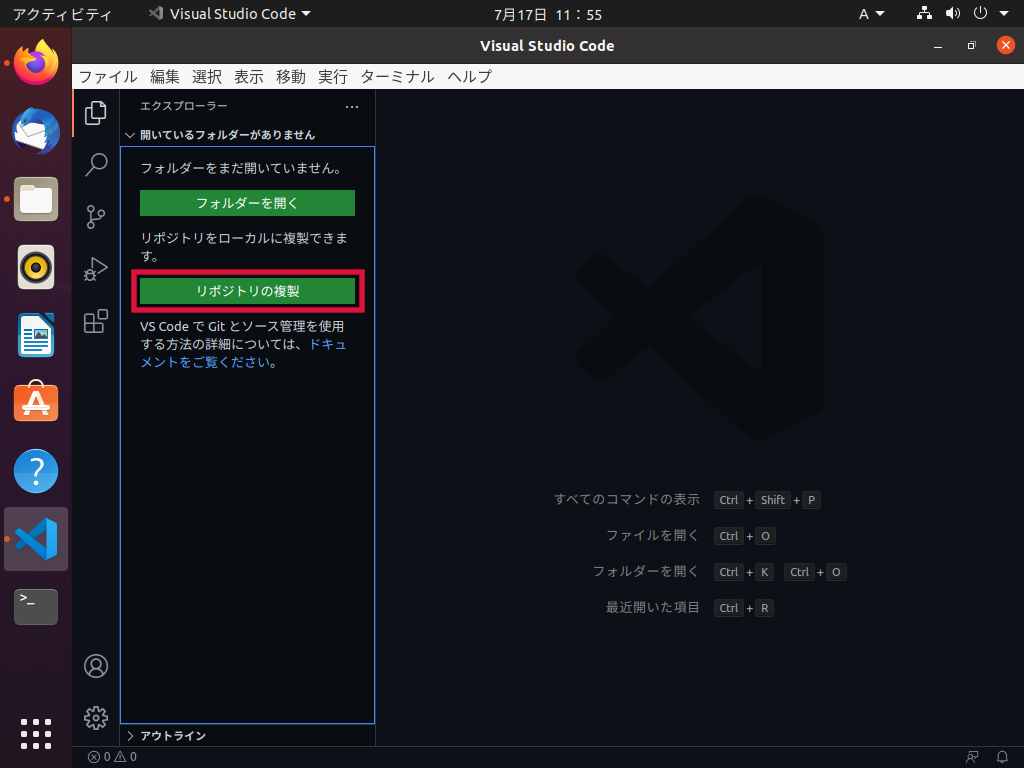 アクティビティ Visual Studio Code 7月17日 11：55 A
Visual Studio Code
ファイル 編集 選択 表示 移動 実行 ターミナル ヘルプ
エクスプローラー ...
開いているフォルダーがありません
フォルダーをまだ開いていません。
フォルダーを開く
リポジトリをローカルに複製できま
す。
リポジトリの複製
VS Code で Git とソース管理を使用
する方法の詳細については、ドキュ
メントをご覧ください。
すべてのコマンドの表示 Ctrl + Shift + P
ファイルを開く Ctrl + O
フォルダーを開く Ctrl + K Ctrl + O
最近開いた項目 Ctrl + R
アウトライン
0 0